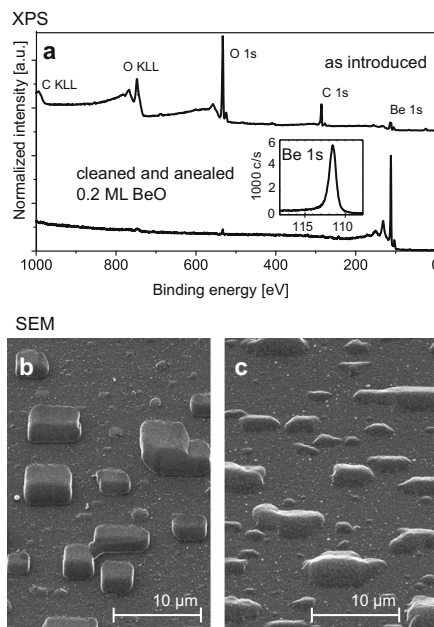 XPS
a
C KLL
O KLL
O 1s
as introduced
C 1s
Be 1s
Normalized intensity [a.u.]
cleaned and anealed
0.2 ML BeO
Be 1s
1000 c/s
6
4
2
0
115 110
1000 800 600 400 200 0
Binding energy [eV]
SEM
b
c
10 µm
10 µm